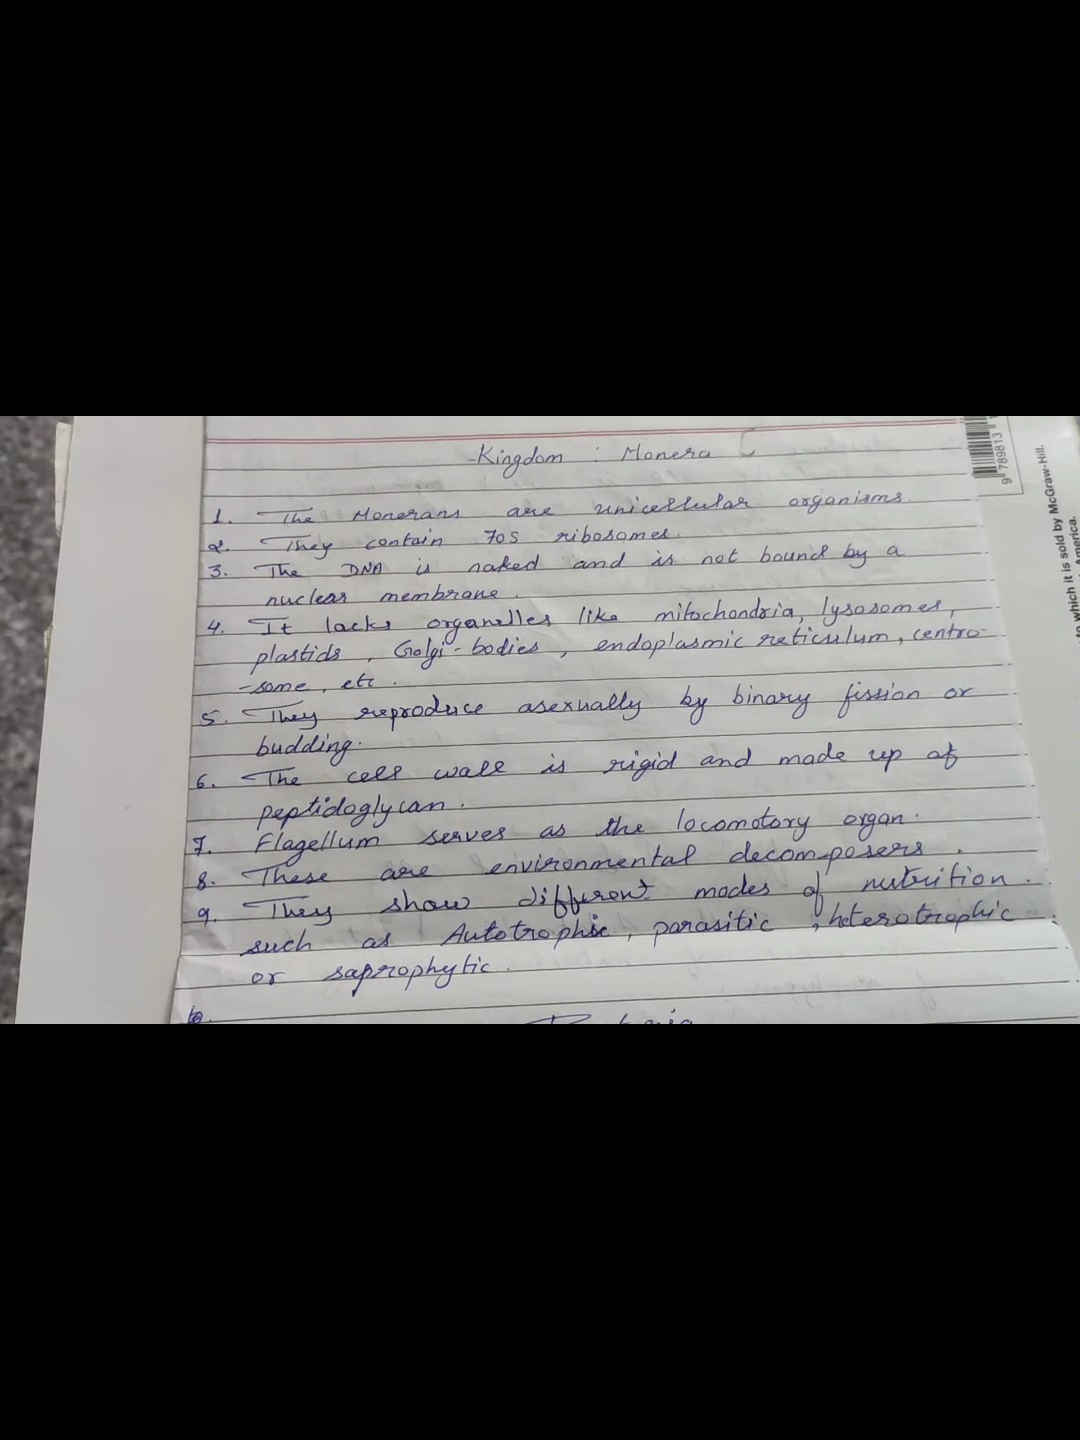 Kingdom : Monera
1. The Monerans are unicellular organisms.
2. They contain 70S ribosomes.
3. The DNA is naked and is not bound by a
nuclear membrane.
4. It lacks organelles like mitochondria, lysosomes,
plastids, Golgi-bodies, endoplasmic reticulum, centro-
-some, etc.
5. They reproduce asexually by binary fission or
budding.
6. The cell wall is rigid and made up of
peptidoglycan.
7. Flagellum serves as the locomotory organ.
8. These are environmental decomposers.
9. They show different modes of nutrition.
such as Autotrophic, parasitic, heterotrophic
or saprophytic.
9 789813
to which it is sold by McGraw-Hill.
America.